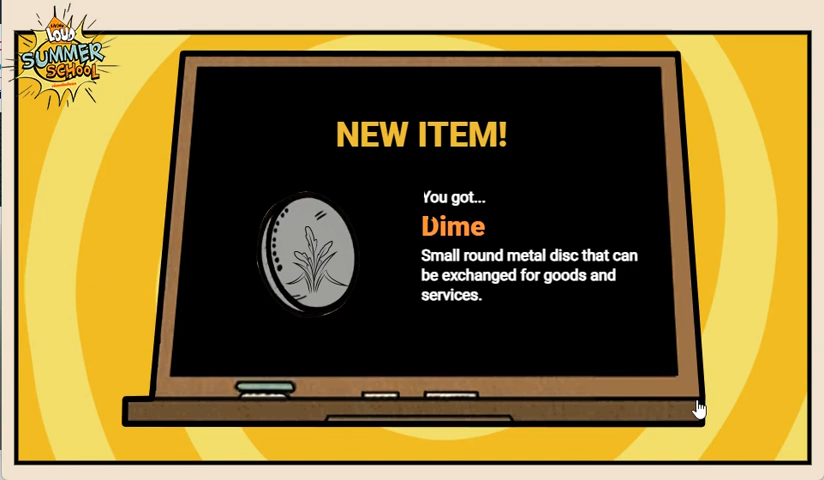 LOUD
SUMMER
SCHOOL
NEW ITEM!
You got...
Dime
Small round metal disc that can
be exchanged for goods and
services.